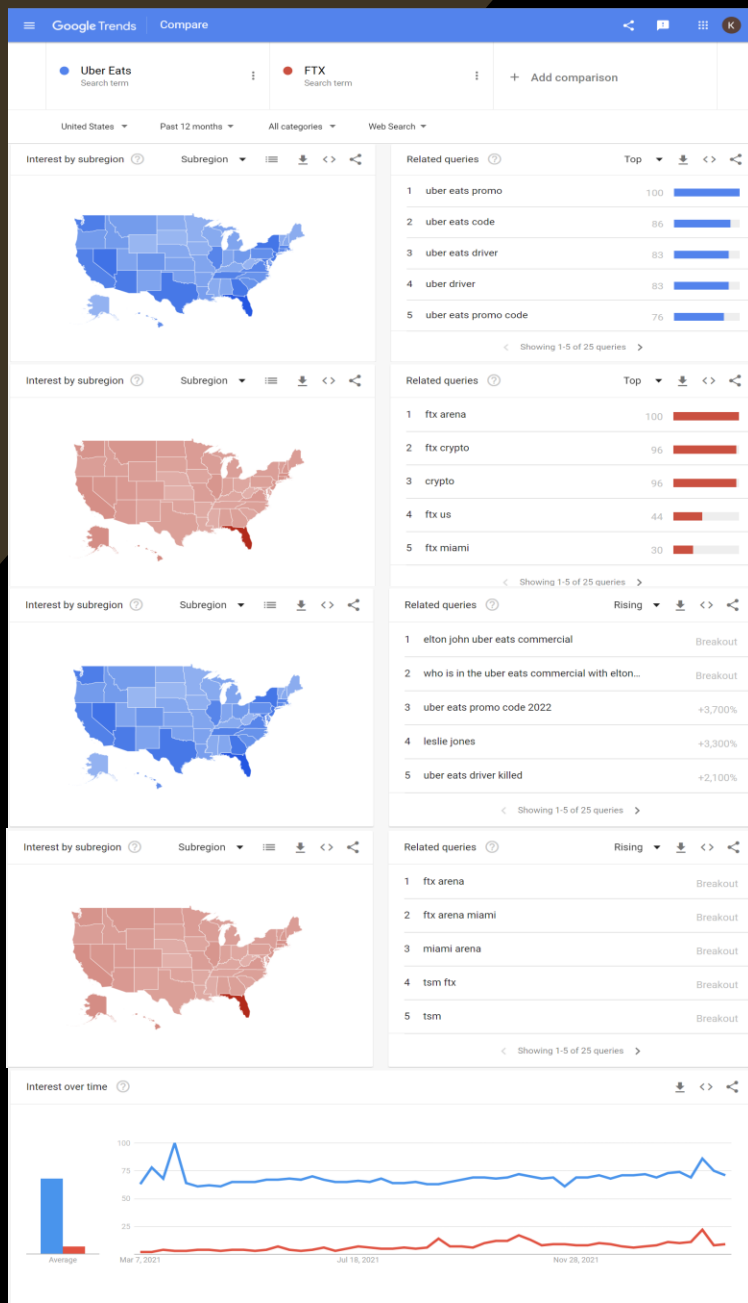 Google Trends Compare K
Uber Eats
Search term
FTX
Search term
+ Add comparison
United States Past 12 months All categories Web Search
Interest by subregion Subregion
Related queries Top
1 uber eats promo 100
2 uber eats code 86
3 uber eats driver 83
4 uber driver 83
5 uber eats promo code 76
Showing 1-5 of 25 queries
Interest by subregion Subregion
Related queries Top
1 ftx arena 100
2 ftx crypto 96
3 crypto 96
4 ftx us 44
5 ftx miami 30
Showing 1-5 of 25 queries
Interest by subregion Subregion
Related queries Rising
1 elton john uber eats commercial Breakout
2 who is in the uber eats commercial with elton... Breakout
3 uber eats promo code 2022 +3,700%
4 leslie jones +3,300%
5 uber eats driver killed +2,100%
Showing 1-5 of 25 queries
Interest by subregion Subregion
Related queries Rising
1 ftx arena Breakout
2 ftx arena miami Breakout
3 miami arena Breakout
4 tsm ftx Breakout
5 tsm Breakout
Showing 1-5 of 25 queries
Interest over time
100
75
50
25
Average
Mar 7, 2021 Jul 18, 2021 Nov 28, 2021